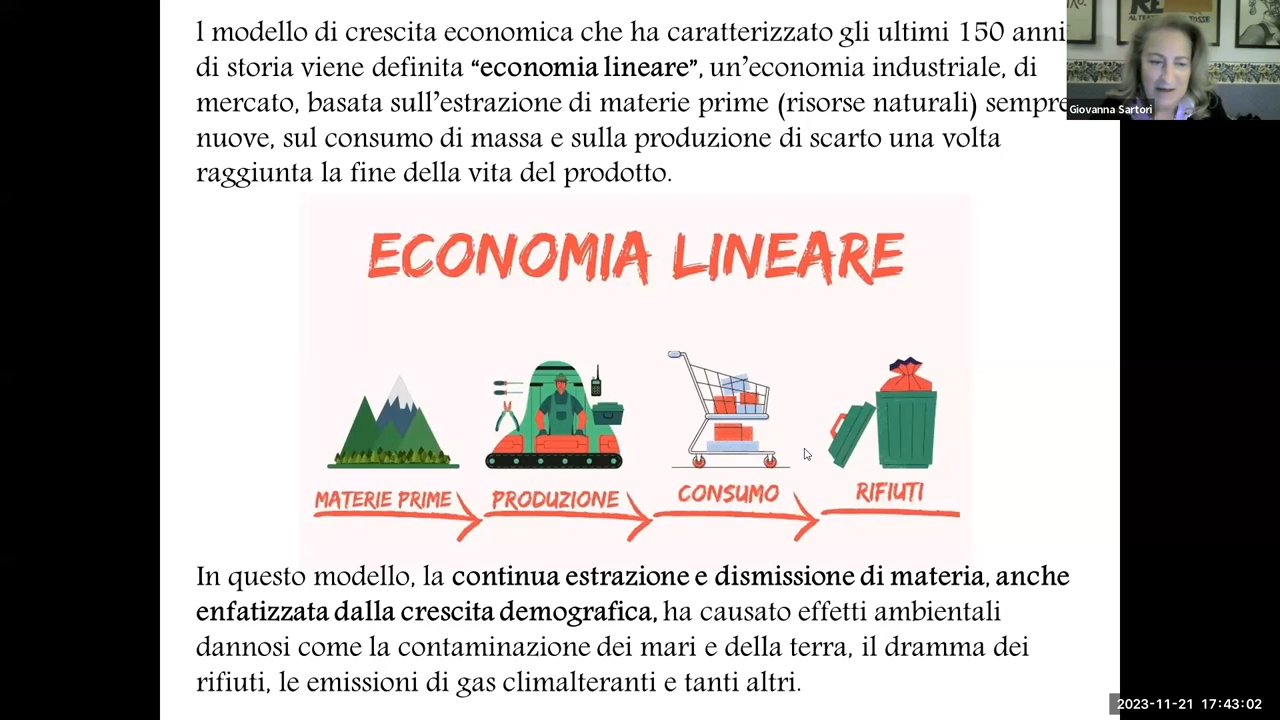 l modello di crescita economica che ha caratterizzato gli ultimi 150 anni
di storia viene definita “economia lineare”, un’economia industriale, di
mercato, basata sull’estrazione di materie prime (risorse naturali) sempre
nuove, sul consumo di massa e sulla produzione di scarto una volta
raggiunta la fine della vita del prodotto.
Giovanna Sartori
ECONOMIA LINEARE
MATERIE PRIME PRODUZIONE CONSUMO RIFIUTI
In questo modello, la continua estrazione e dismissione di materia, anche
enfatizzata dalla crescita demografica, ha causato effetti ambientali
dannosi come la contaminazione dei mari e della terra, il dramma dei
rifiuti, le emissioni di gas climalteranti e tanti altri.
2023-11-21 17:43:02